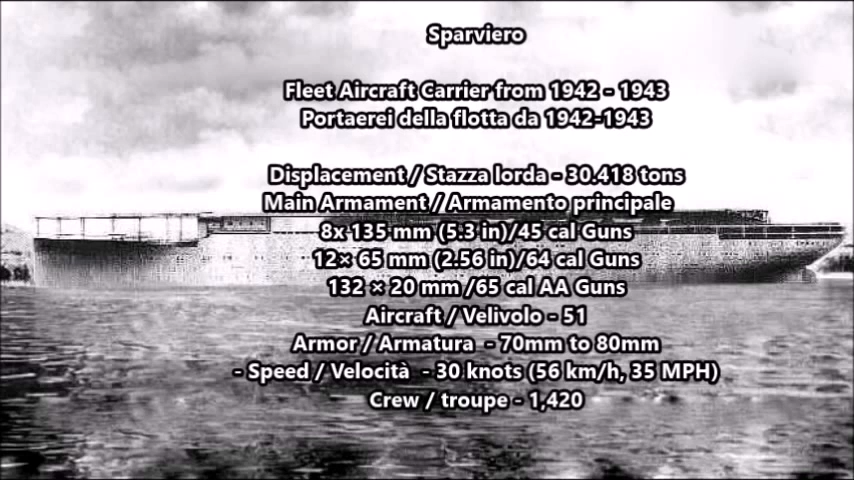 Sparviero
Fleet Aircraft Carrier from 1942 - 1943
Portaerei della flotta da 1942-1943
Displacement / Stazza lorda - 30.418 tons
Main Armament / Armamento principale
8x 135 mm (5.3 in)/45 cal Guns
12× 65 mm (2.56 in)/64 cal Guns
132 × 20 mm /65 cal AA Guns
Aircraft / Velivolo - 51
Armor / Armatura  - 70mm to 80mm
- Speed / Velocità  - 30 knots (56 km/h, 35 MPH)
Crew / troupe - 1,420